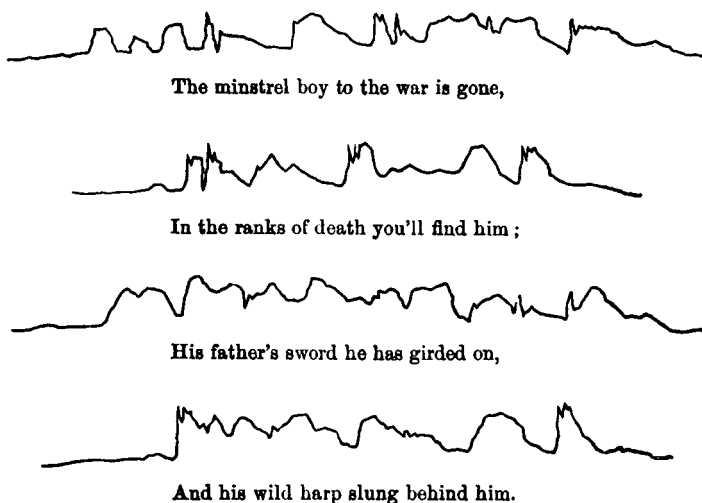 The minstrel boy to the war is gone,
In the ranks of death you'll find him;
His father's sword he has girded on,
And his wild harp slung behind him.